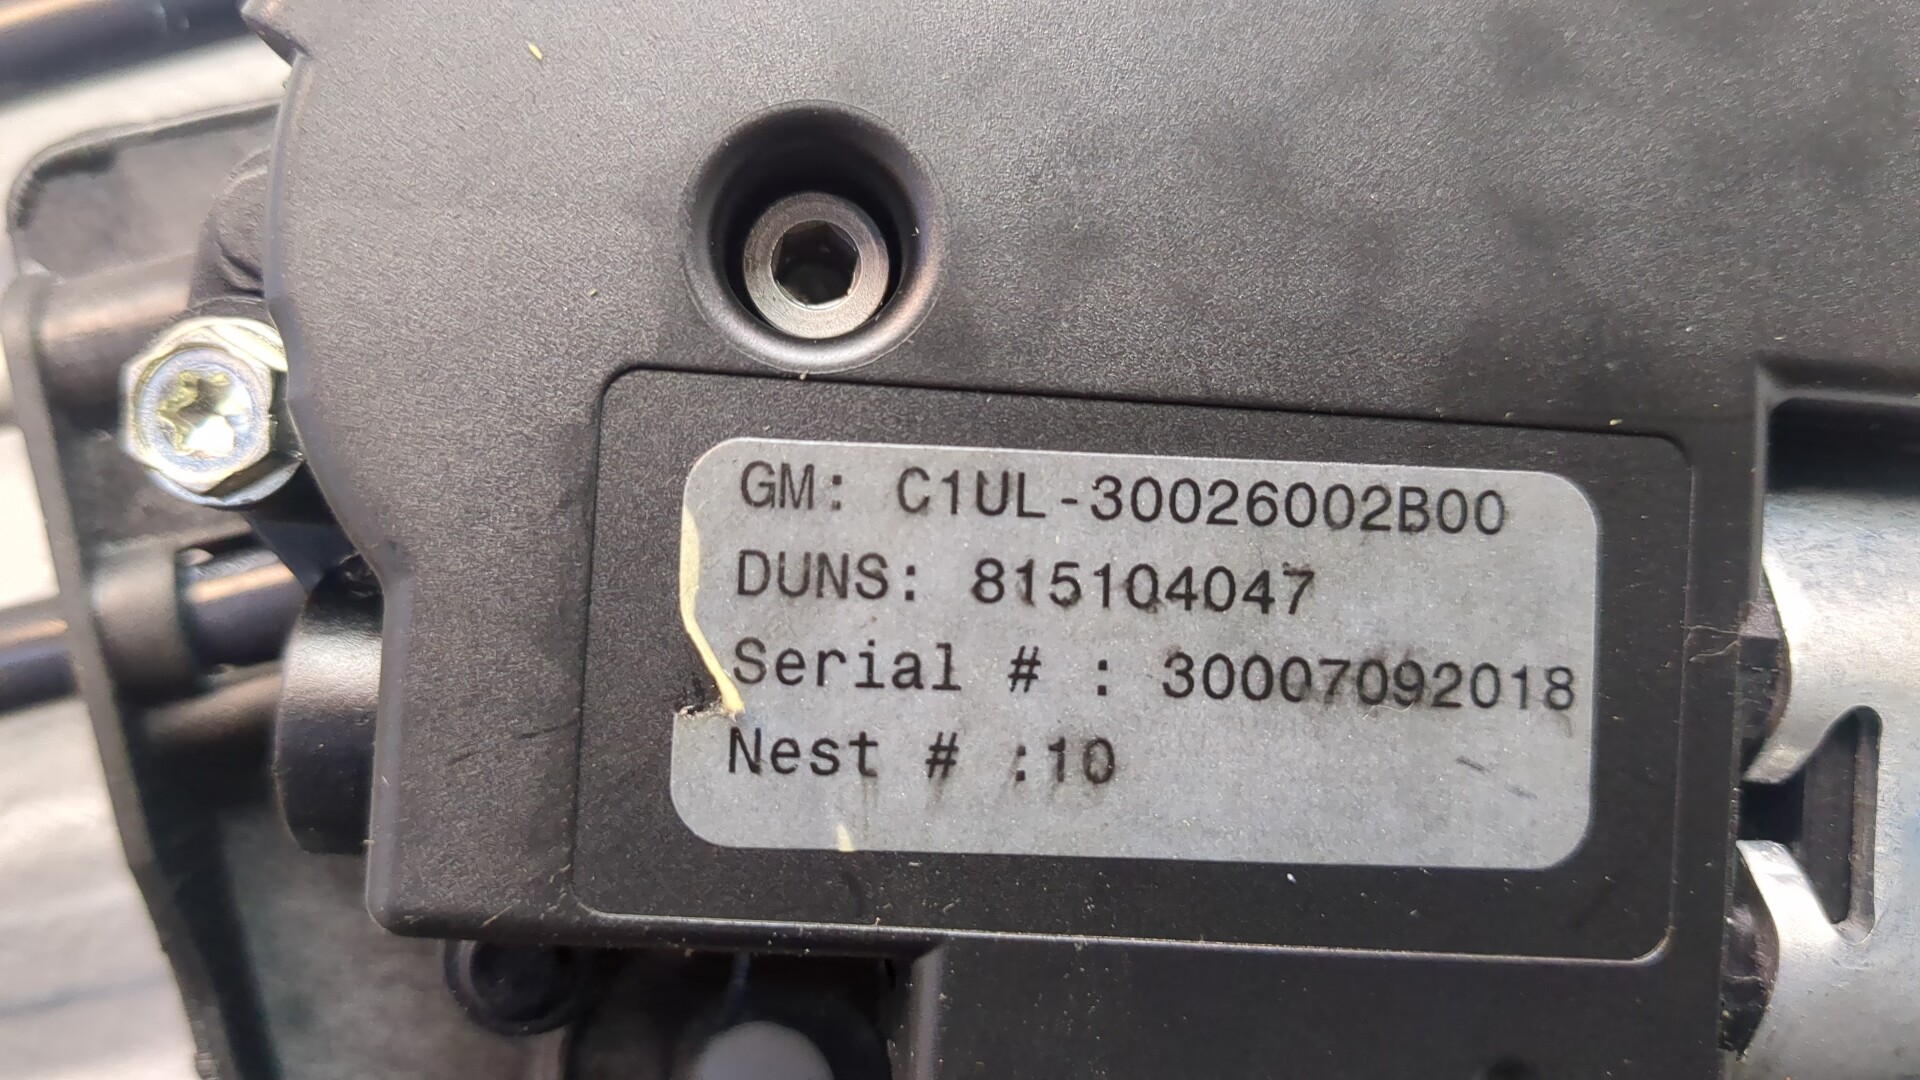 GM: C1UL-30026002B00
DUNS: 815104047
Serial # : 30007092018
Nest # :10